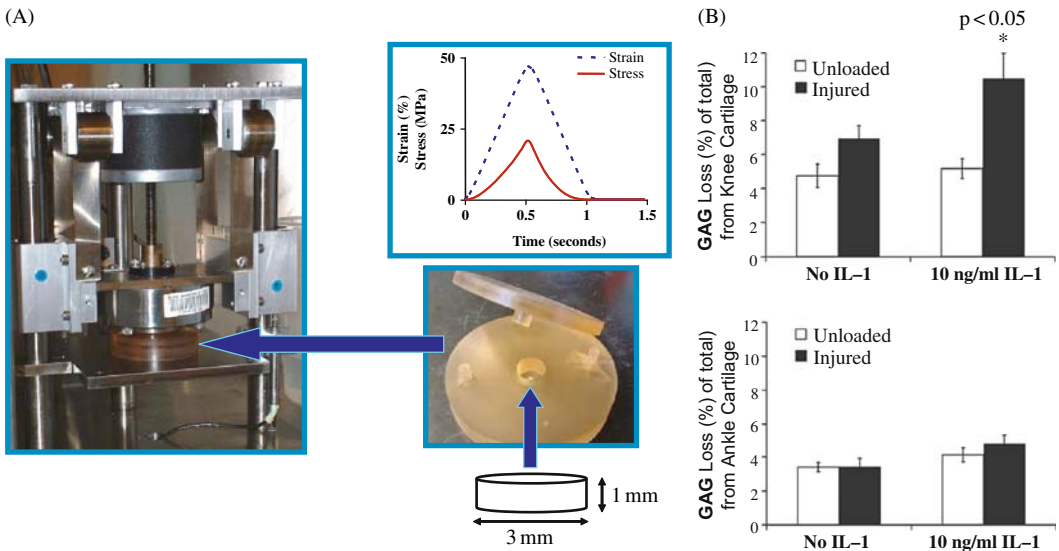 (A)
Strain (%)
Stress (MPa)
50
25
0
Strain
Stress
0
0.5
1
1.5
Time (seconds)
1 mm
3 mm
(B)
p < 0.05
*
GAG Loss (%) of total)
from Knee Cartilage
12
10
8
6
4
2
0
Unloaded
Injured
No IL–1
10 ng/ml IL–1
GAG Loss (%) of total)
from Ankle Cartilage
12
10
8
6
4
2
0
Unloaded
Injured
No IL–1
10 ng/ml IL–1